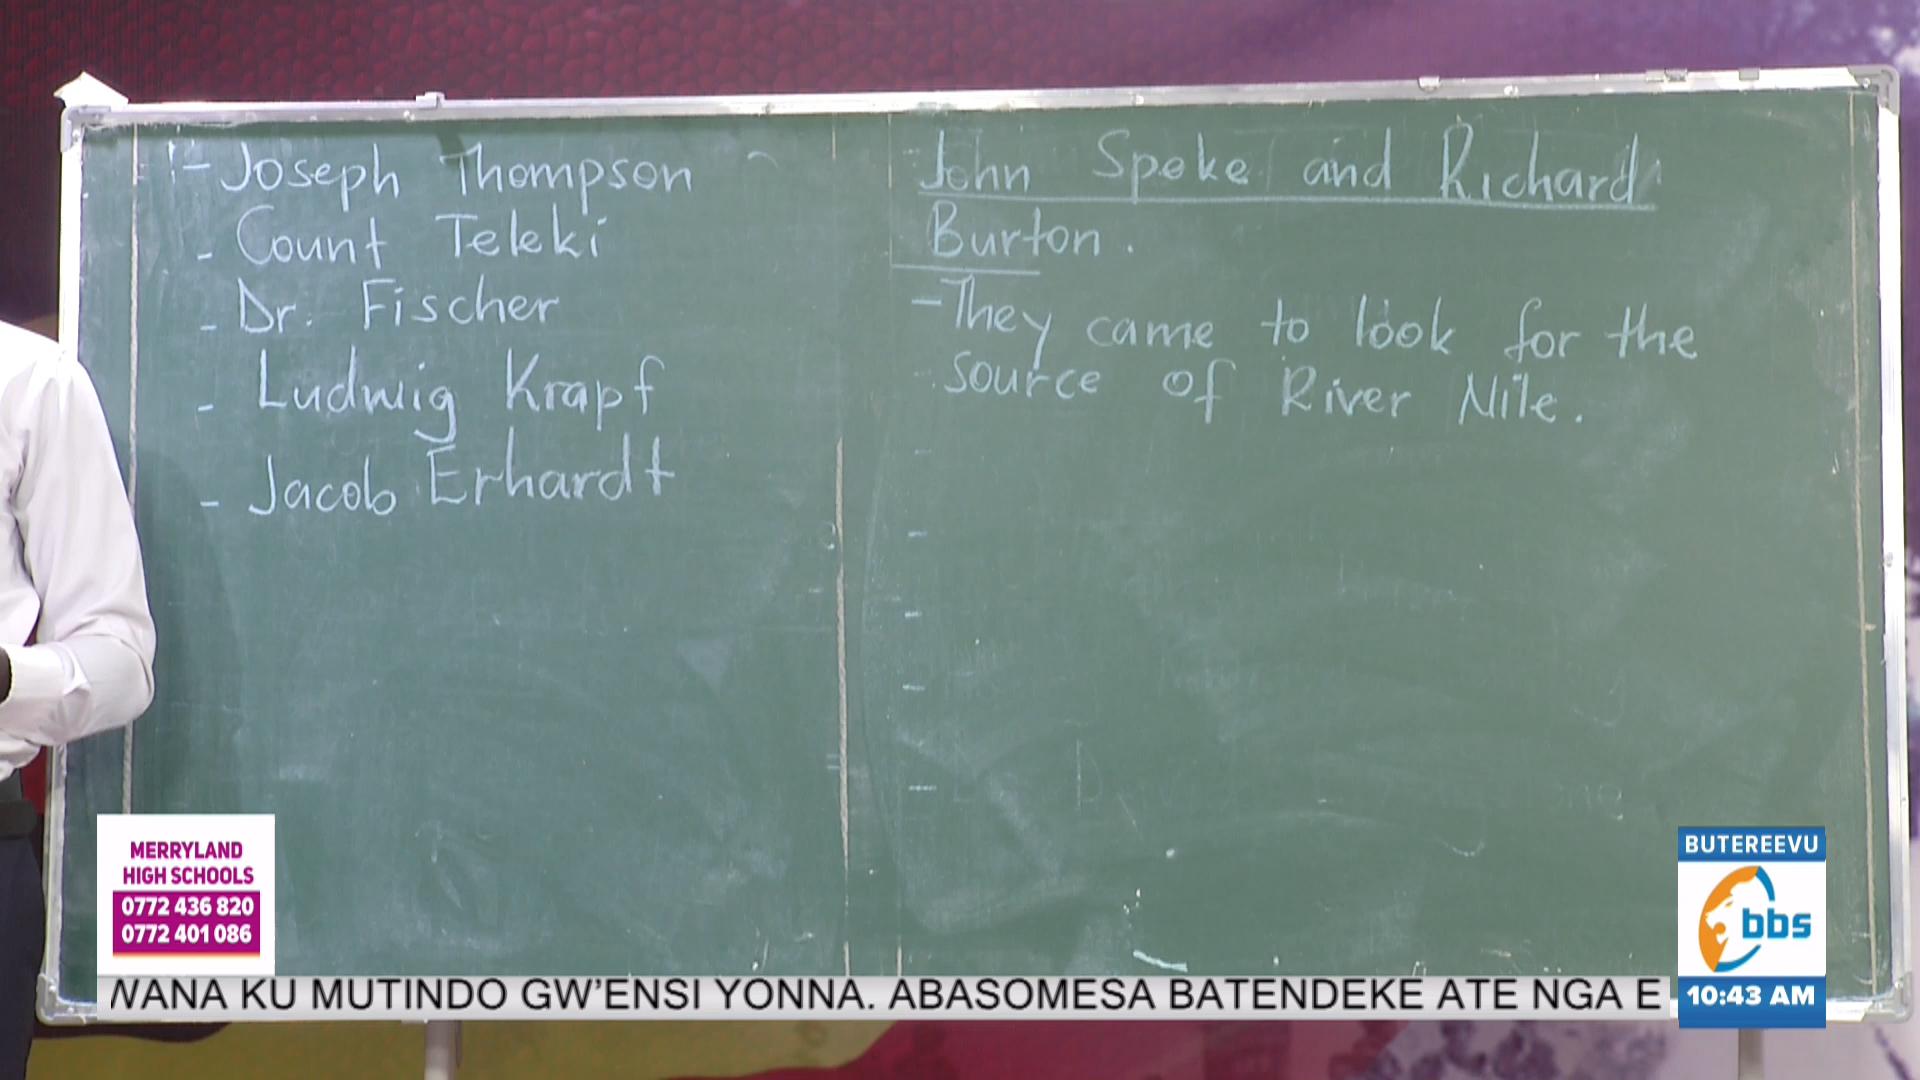 - Joseph Thompson
- Count Teleki
- Dr. Fischer
- Ludwig Krapf
- Jacob Erhardt
John Speke and Richard
Burton.
- They came to look for the
source of River Nile.
MERRYLAND
HIGH SCHOOLS
0772 436 820
0772 401 086
BUTEREEVU
bbs
10:43 AM
WANA KU MUTINDO GW'ENSI YONNA. ABASOMESA BATENDEKE ATE NGA E